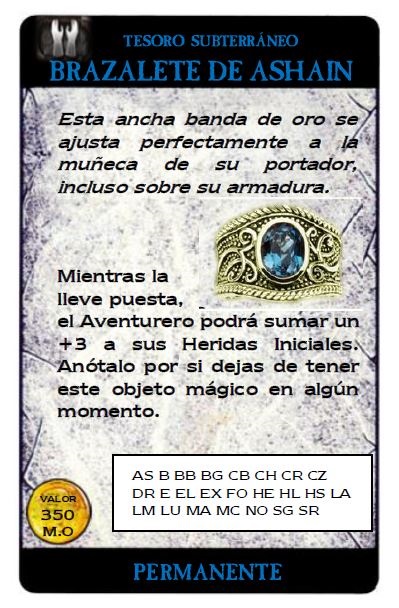 TESORO SUBTERRÁNEO
BRAZALETE DE ASHAIN
Esta ancha banda de oro se
ajusta perfectamente a la
muñeca de su portador,
incluso sobre su armadura.
Mientras la
lleve puesta,
el Aventurero podrá sumar un
+3 a sus Heridas Iniciales.
Anótalo por si dejas de tener
este objeto mágico en algún
momento.
AS B BB BG CB CH CR CZ
DR E EL EX FO HE HL HS LA
LM LU MA MC NO SG SR
VALOR
350
M.O
PERMANENTE